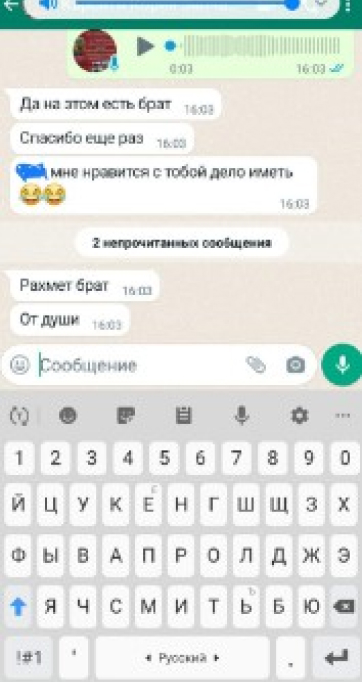 0:03 16:03
Да на этом есть брат 16:03
Спасибо еще раз 16:03
мне нравится с тобой дело иметь
😂😂
16:03
2 непрочитанных сообщения
Рахмет брат 16:03
От души 16:03
Сообщение
1 2 3 4 5 6 7 8 9 0
Й Ц У К Е Н Г Ш Щ З Х
Ф Ы В А П Р О Л Д Ж Э
Я Ч С М И Т Ь Б Ю
!#1 ' ◂ Русский ▸ .